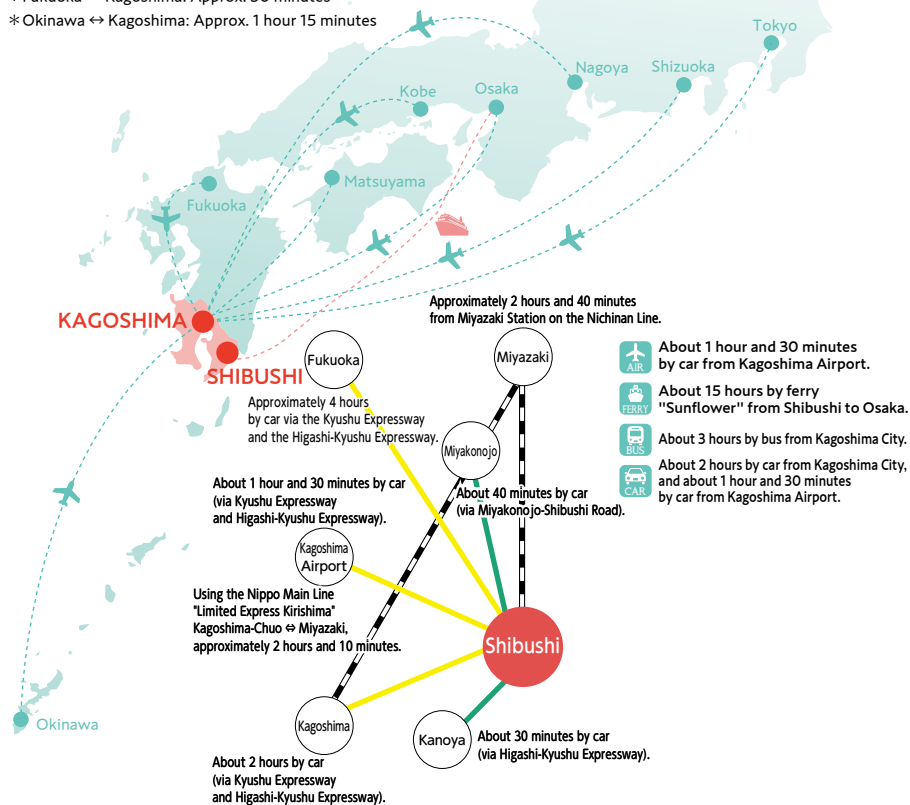 ＊Fukuoka ↔ Kagoshima: Approx. 50 minutes
＊Okinawa ↔ Kagoshima: Approx. 1 hour 15 minutes
Tokyo
Nagoya
Shizuoka
Kobe
Osaka
Matsuyama
Fukuoka
KAGOSHIMA
SHIBUSHI
Okinawa
Approximately 2 hours and 40 minutes
from Miyazaki Station on the Nichinan Line.
Fukuoka
Miyazaki
Approximately 4 hours
by car via the Kyushu Expressway
and the Higashi-Kyushu Expressway.
Miyakonojo
About 1 hour and 30 minutes by car
(via Kyushu Expressway
and Higashi-Kyushu Expressway).
About 40 minutes by car
(via Miyakonojo-Shibushi Road).
Kagoshima
Airport
Using the Nippo Main Line
"Limited Express Kirishima"
Kagoshima-Chuo ⇔ Miyazaki,
approximately 2 hours and 10 minutes.
Shibushi
Kagoshima
About 2 hours by car
(via Kyushu Expressway
and Higashi-Kyushu Expressway).
Kanoya
About 30 minutes by car
(via Higashi-Kyushu Expressway).
AIR
About 1 hour and 30 minutes
by car from Kagoshima Airport.
FERRY
About 15 hours by ferry
"Sunflower" from Shibushi to Osaka.
BUS
About 3 hours by bus from Kagoshima City.
CAR
About 2 hours by car from Kagoshima City,
and about 1 hour and 30 minutes
by car from Kagoshima Airport.